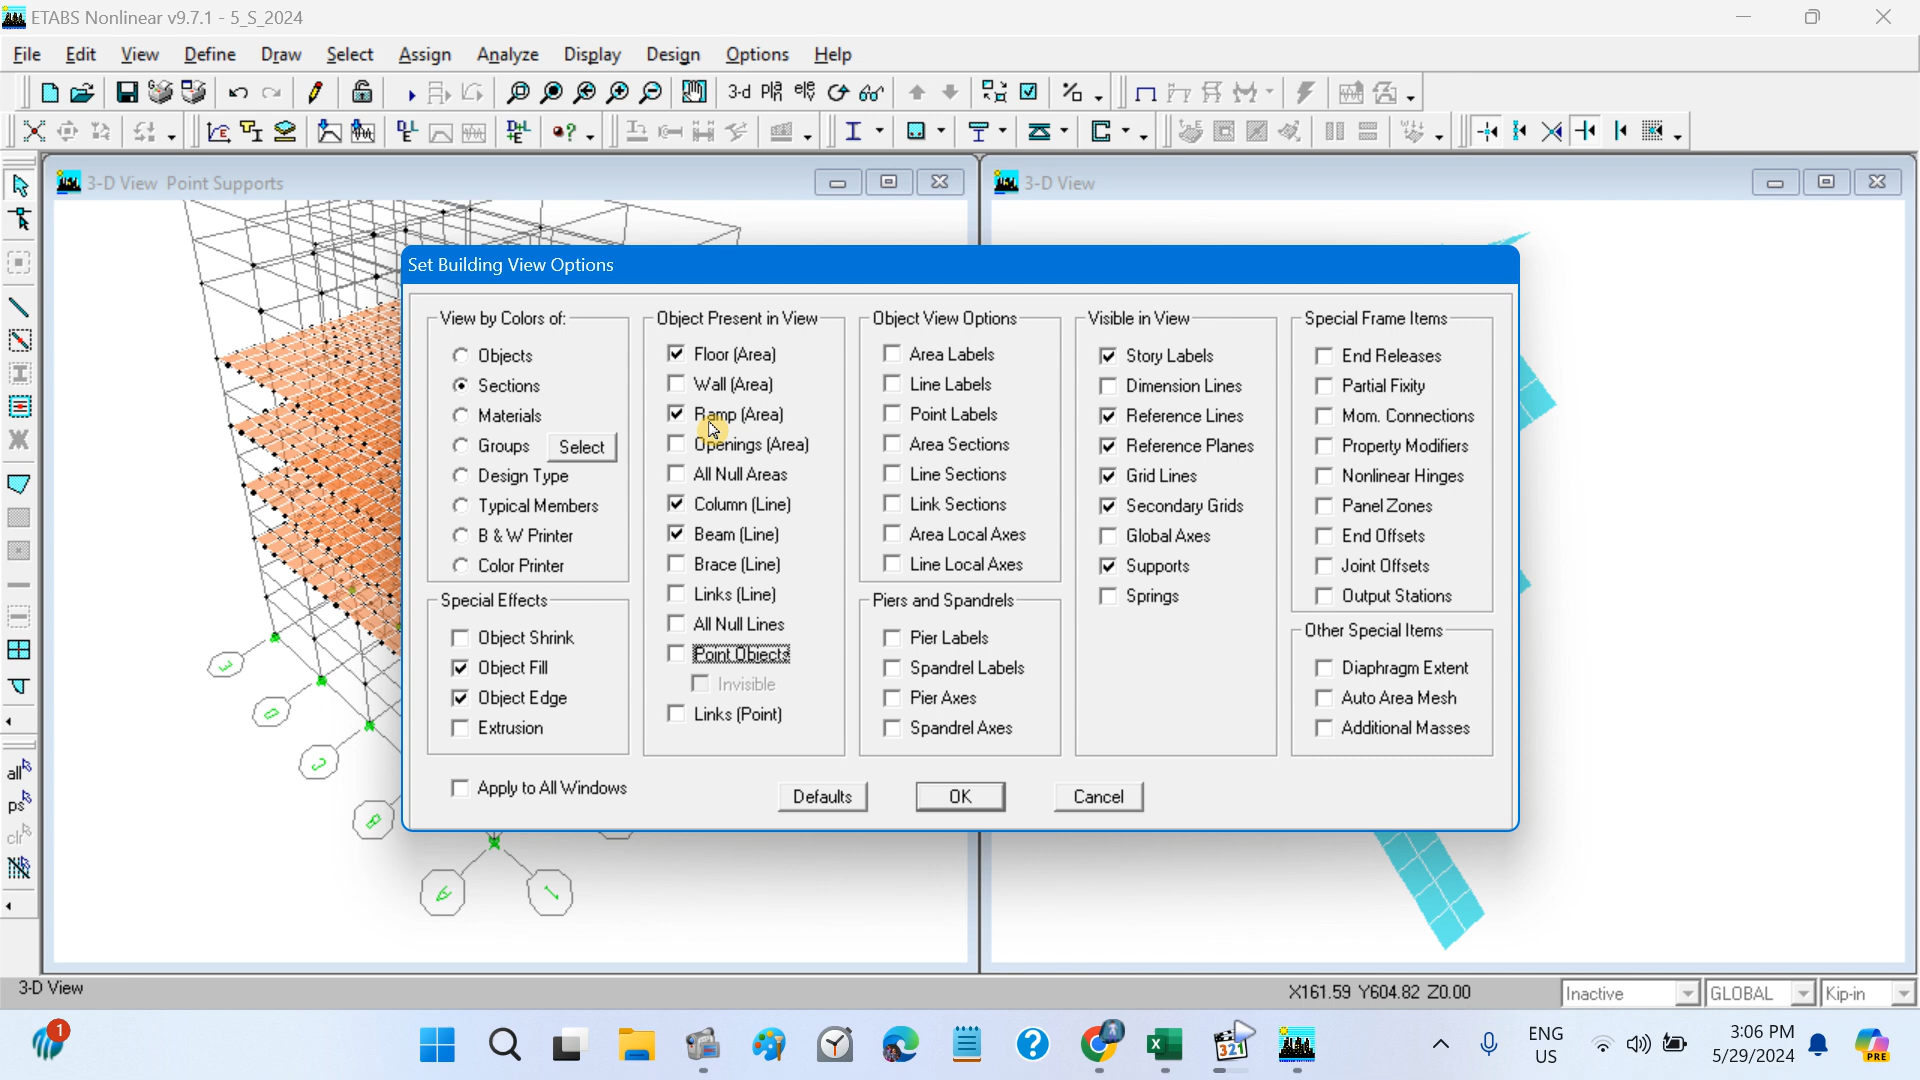 ETABS Nonlinear v9.7.1 - 5_S_2024
File Edit View Define Draw Select Assign Analyze Display Design Options Help
3-d
all
ps
clr
3-D View Point Supports
3-D View
Set Building View Options
View by Colors of:
Objects
Sections
Materials
Groups Select
Design Type
Typical Members
B & W Printer
Color Printer
Special Effects
Object Shrink
Object Fill
Object Edge
Extrusion
Apply to All Windows
Object Present in View
Floor (Area)
Wall (Area)
Ramp (Area)
Openings (Area)
All Null Areas
Column (Line)
Beam (Line)
Brace (Line)
Links (Line)
All Null Lines
Point Objects
Invisible
Links (Point)
Object View Options
Area Labels
Line Labels
Point Labels
Area Sections
Line Sections
Link Sections
Area Local Axes
Line Local Axes
Piers and Spandrels
Pier Labels
Spandrel Labels
Pier Axes
Spandrel Axes
Visible in View
Story Labels
Dimension Lines
Reference Lines
Reference Planes
Grid Lines
Secondary Grids
Global Axes
Supports
Springs
Special Frame Items
End Releases
Partial Fixity
Mom. Connections
Property Modifiers
Nonlinear Hinges
Panel Zones
End Offsets
Joint Offsets
Output Stations
Other Special Items
Diaphragm Extent
Auto Area Mesh
Additional Masses
Defaults OK Cancel
E
D
C
B
A
1
3-D View
X161.59 Y604.82 Z0.00
Inactive GLOBAL Kip-in
1
321
ENG
US
3:06 PM
5/29/2024
PRE